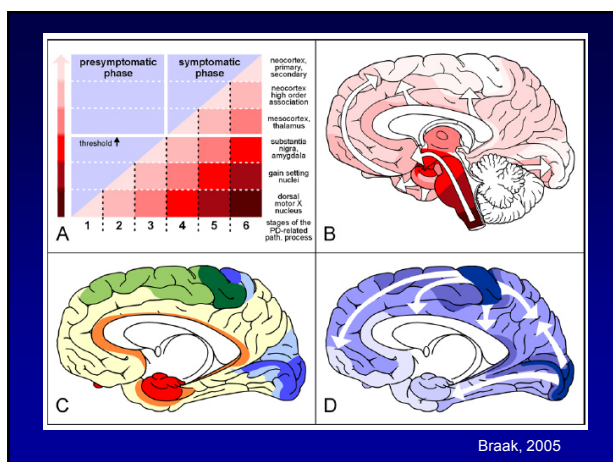 presymptomatic
phase
symptomatic
phase
threshold
neocortex,
primary,
secondary
neocortex
high order
association
mesocortex,
thalamus
substantia
nigra,
amygdala
gain setting
nuclei
dorsal
motor X
nucleus
1 2 3 4 5 6
stages of the
PD-related
path. process
A
B
C
D
Braak, 2005